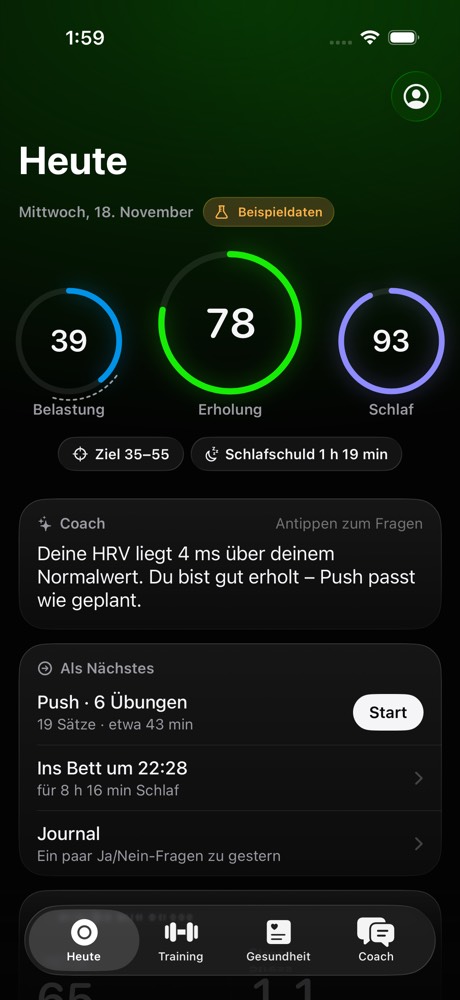 1:59
Heute
Mittwoch, 18. November
Beispieldaten
39
78
93
Belastung
Erholung
Schlaf
Ziel 35–55
Schlafschuld 1 h 19 min
Coach
Antippen zum Fragen
Deine HRV liegt 4 ms über deinem
Normalwert. Du bist gut erholt – Push passt
wie geplant.
Als Nächstes
Push · 6 Übungen
19 Sätze · etwa 43 min
Start
Ins Bett um 22:28
für 8 h 16 min Schlaf
Journal
Ein paar Ja/Nein-Fragen zu gestern
Heute
Training
Gesundheit
Coach